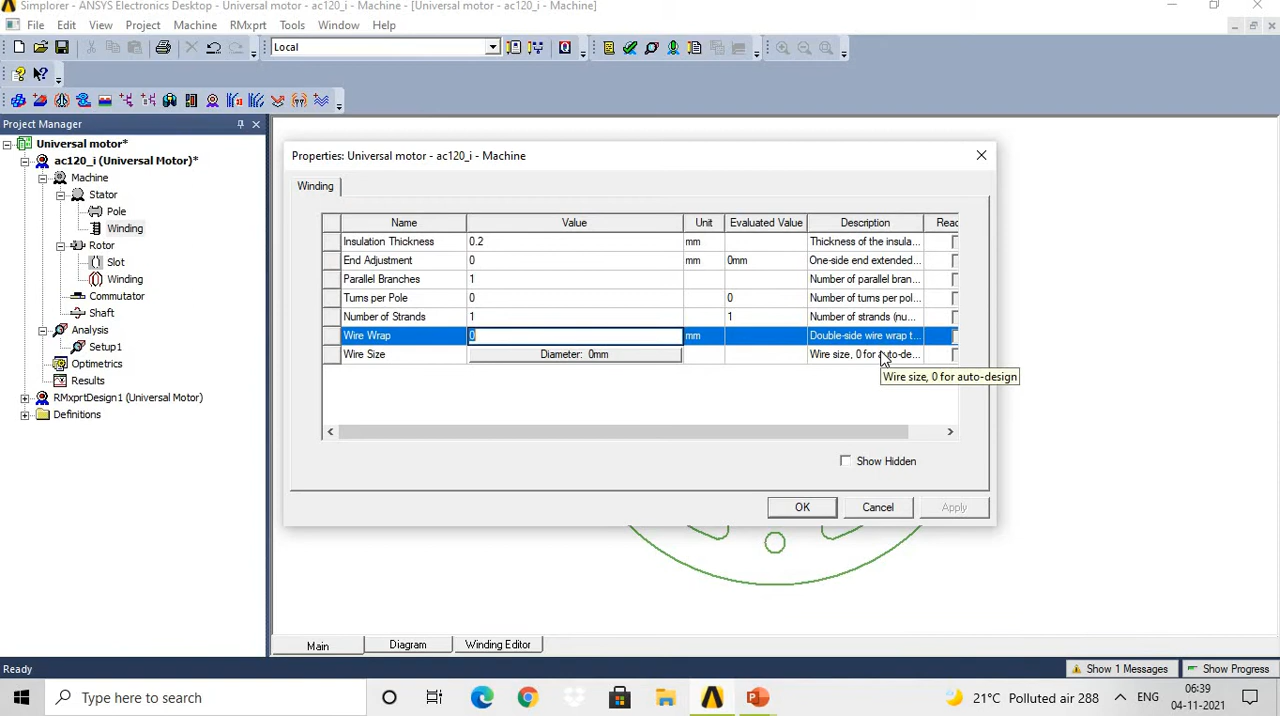 Simplorer - ANSYS Electronics Desktop - Universal motor - ac120_i - Machine - [Universal motor - ac120_i - Machine]
File Edit View Project Machine RMxprt Tools Window Help
Local
Project Manager
Universal motor*
ac120_i (Universal Motor)*
Machine
Stator
Pole
Winding
Rotor
Slot
Winding
Commutator
Shaft
Analysis
Setup1
Optimetrics
Results
RMxprtDesign1 (Universal Motor)
Definitions
Properties: Universal motor - ac120_i - Machine
Winding
Name Value Unit Evaluated Value Description Reac
Insulation Thickness 0.2 mm Thickness of the insula...
End Adjustment 0 mm 0mm One-side end extended...
Parallel Branches 1 Number of parallel bran...
Turns per Pole 0 0 Number of turns per pol...
Number of Strands 1 1 Number of strands (nu...
Wire Wrap 0 mm Double-side wire wrap t...
Wire Size Diameter: 0mm Wire size, 0 for auto-de...
Wire size, 0 for auto-design
Show Hidden
OK Cancel Apply
Main Diagram Winding Editor
Ready Show 1 Messages Show Progress
Type here to search 21°C Polluted air 288 ENG 06:39
04-11-2021